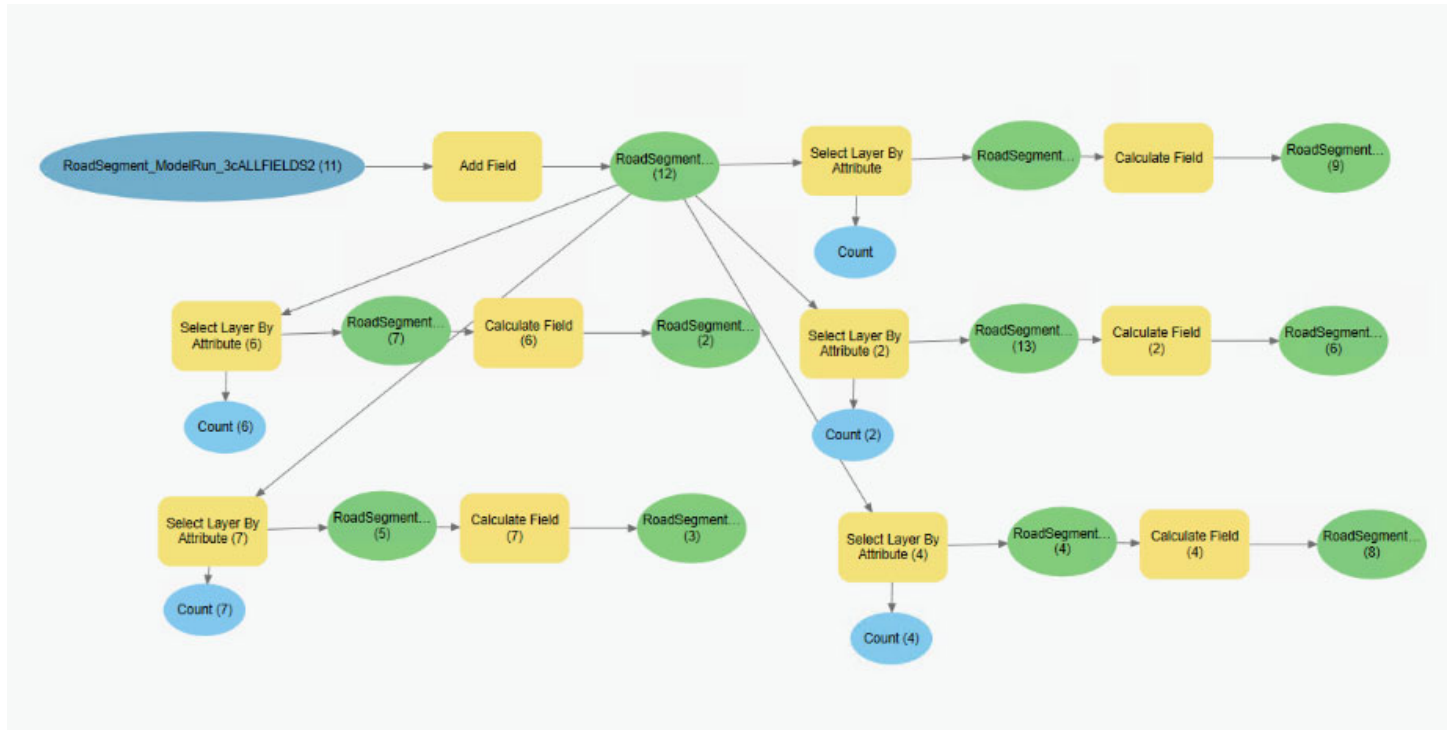 RoadSegment_ModelRun_3cALLFIELDS2 (11)
Add Field
RoadSegment...
(12)
Select Layer By
Attribute
RoadSegment...
Calculate Field
RoadSegment...
(9)
Count
Select Layer By
Attribute (6)
RoadSegment...
(7)
Calculate Field
(6)
RoadSegment...
(2)
Select Layer By
Attribute (2)
RoadSegment...
(13)
Calculate Field
(2)
RoadSegment...
(6)
Count (6)
Count (2)
Select Layer By
Attribute (7)
RoadSegment...
(5)
Calculate Field
(7)
RoadSegment...
(3)
Select Layer By
Attribute (4)
RoadSegment...
(4)
Calculate Field
(4)
RoadSegment...
(8)
Count (7)
Count (4)